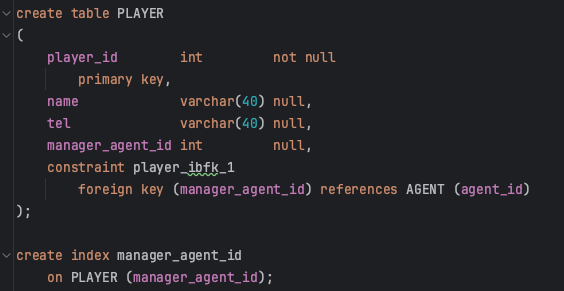 create table PLAYER
(
    player_id         int         not null
        primary key,
    name             varchar(40) null,
    tel              varchar(40) null,
    manager_agent_id int         null,
    constraint player_ibfk_1
        foreign key (manager_agent_id) references AGENT (agent_id)
);

create index manager_agent_id
    on PLAYER (manager_agent_id);